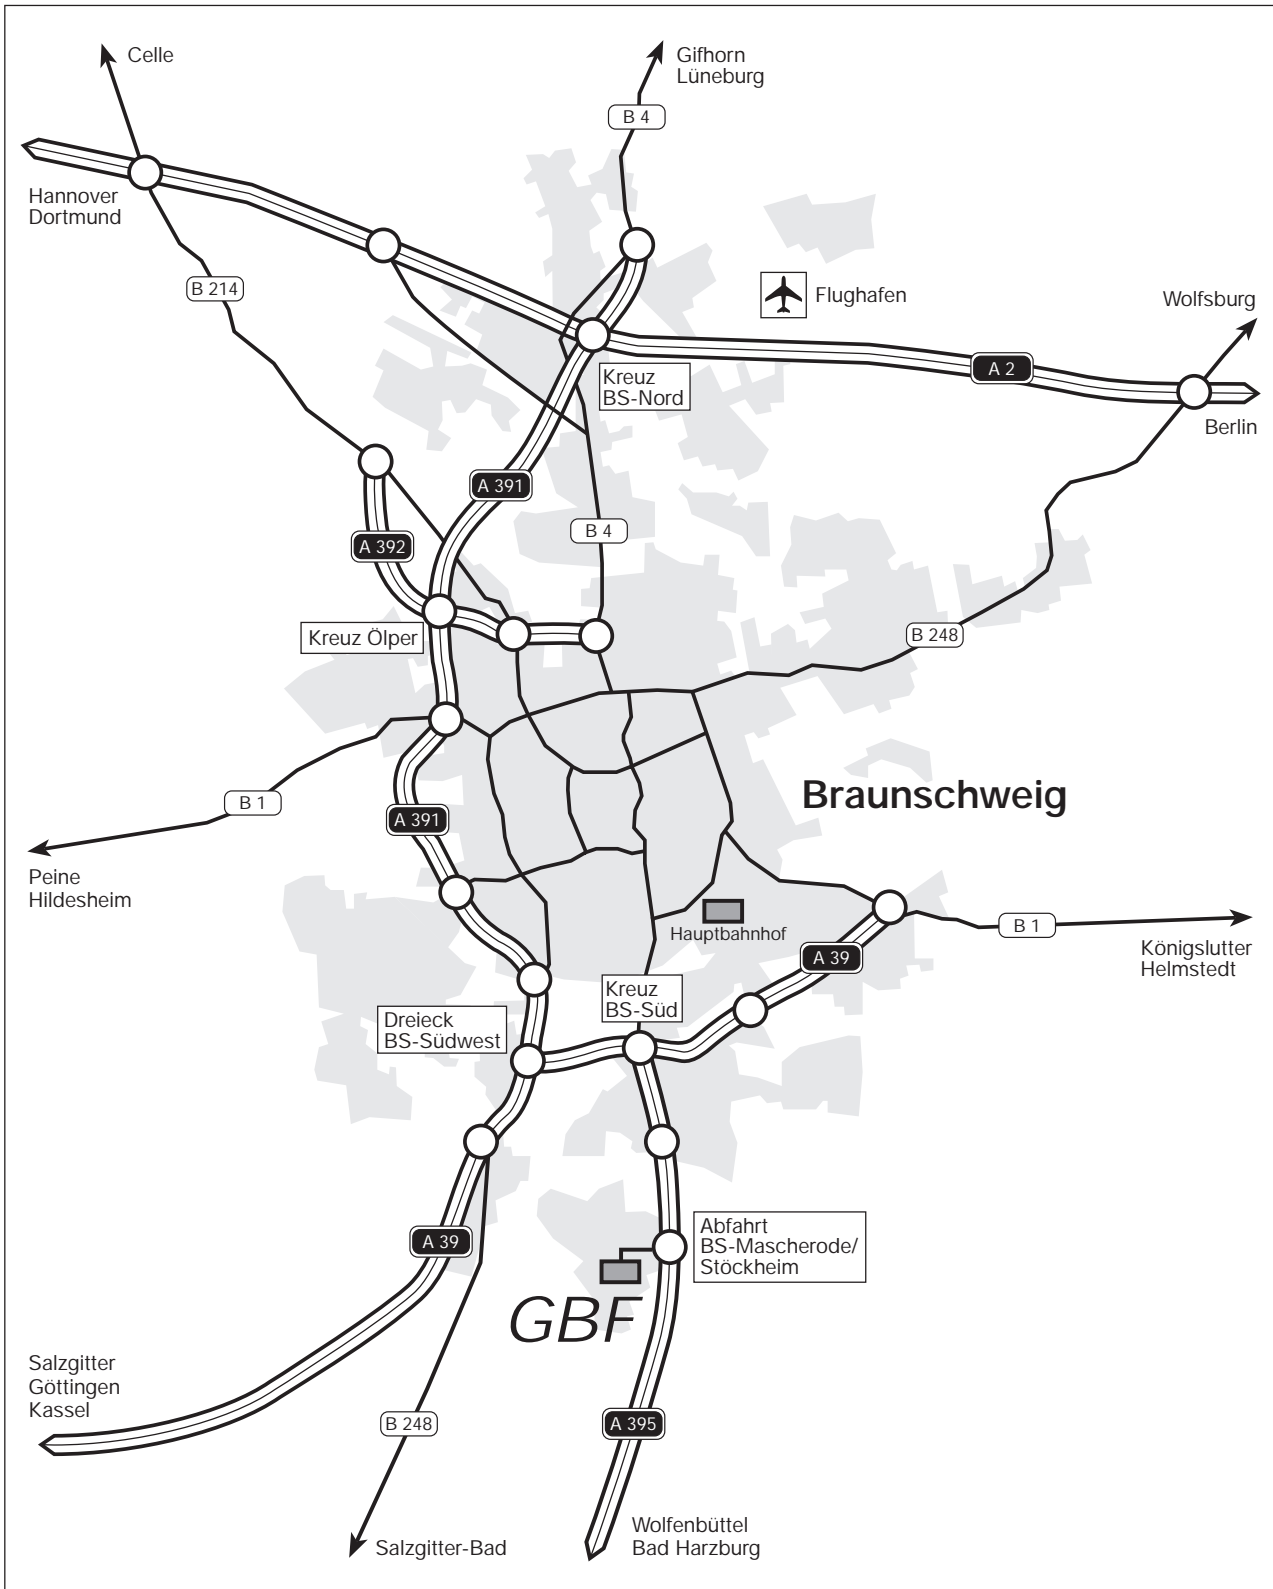 Celle
Gifhorn
Lüneburg
B 4
Hannover
Dortmund
B 214
Flughafen
Wolfsburg
Kreuz
BS-Nord
A 2
Berlin
A 391
B 4
A 392
Kreuz Ölper
B 248
B 1
Braunschweig
A 391
Peine
Hildesheim
Hauptbahnhof
B 1
A 39
Königslutter
Helmstedt
Kreuz
BS-Süd
Dreieck
BS-Südwest
A 39
Abfahrt
BS-Mascherode/
Stöckheim
GBF
Salzgitter
Göttingen
Kassel
B 248
A 395
Wolfenbüttel
Bad Harzburg
Salzgitter-Bad